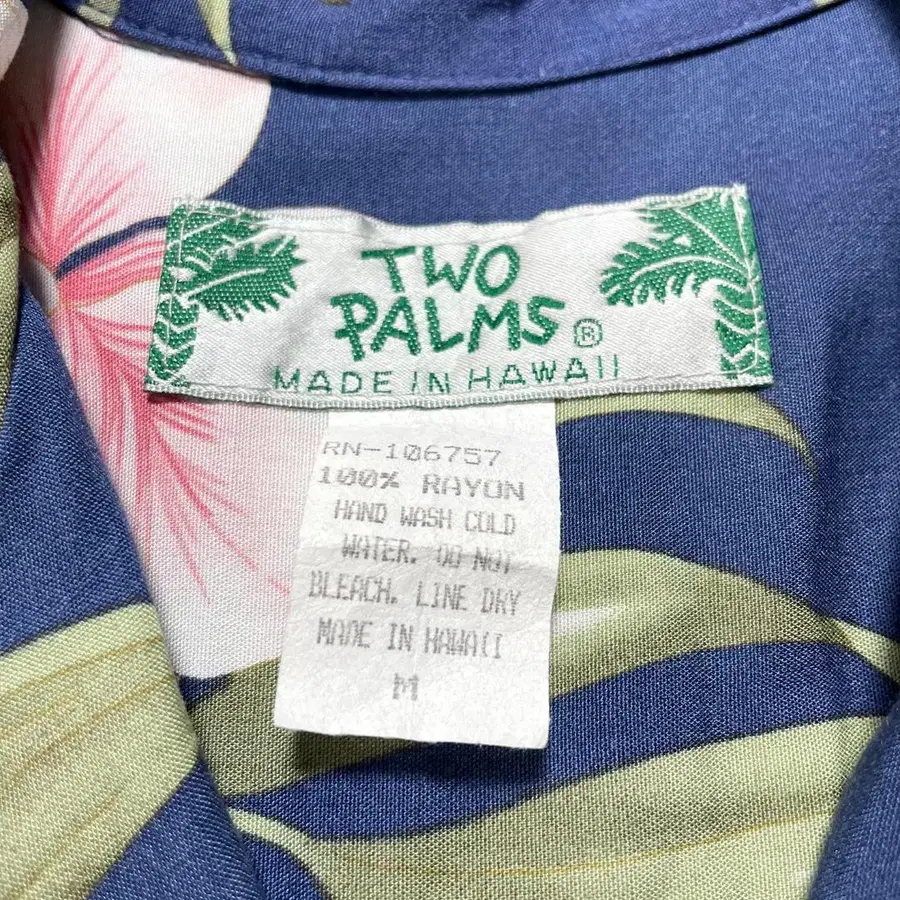 TWO
PALMS®
MADE IN HAWAII
RN-106757
100% RAYON
HAND WASH COLD
WATER. DO NOT
BLEACH. LINE DRY
MADE IN HAWAII
M